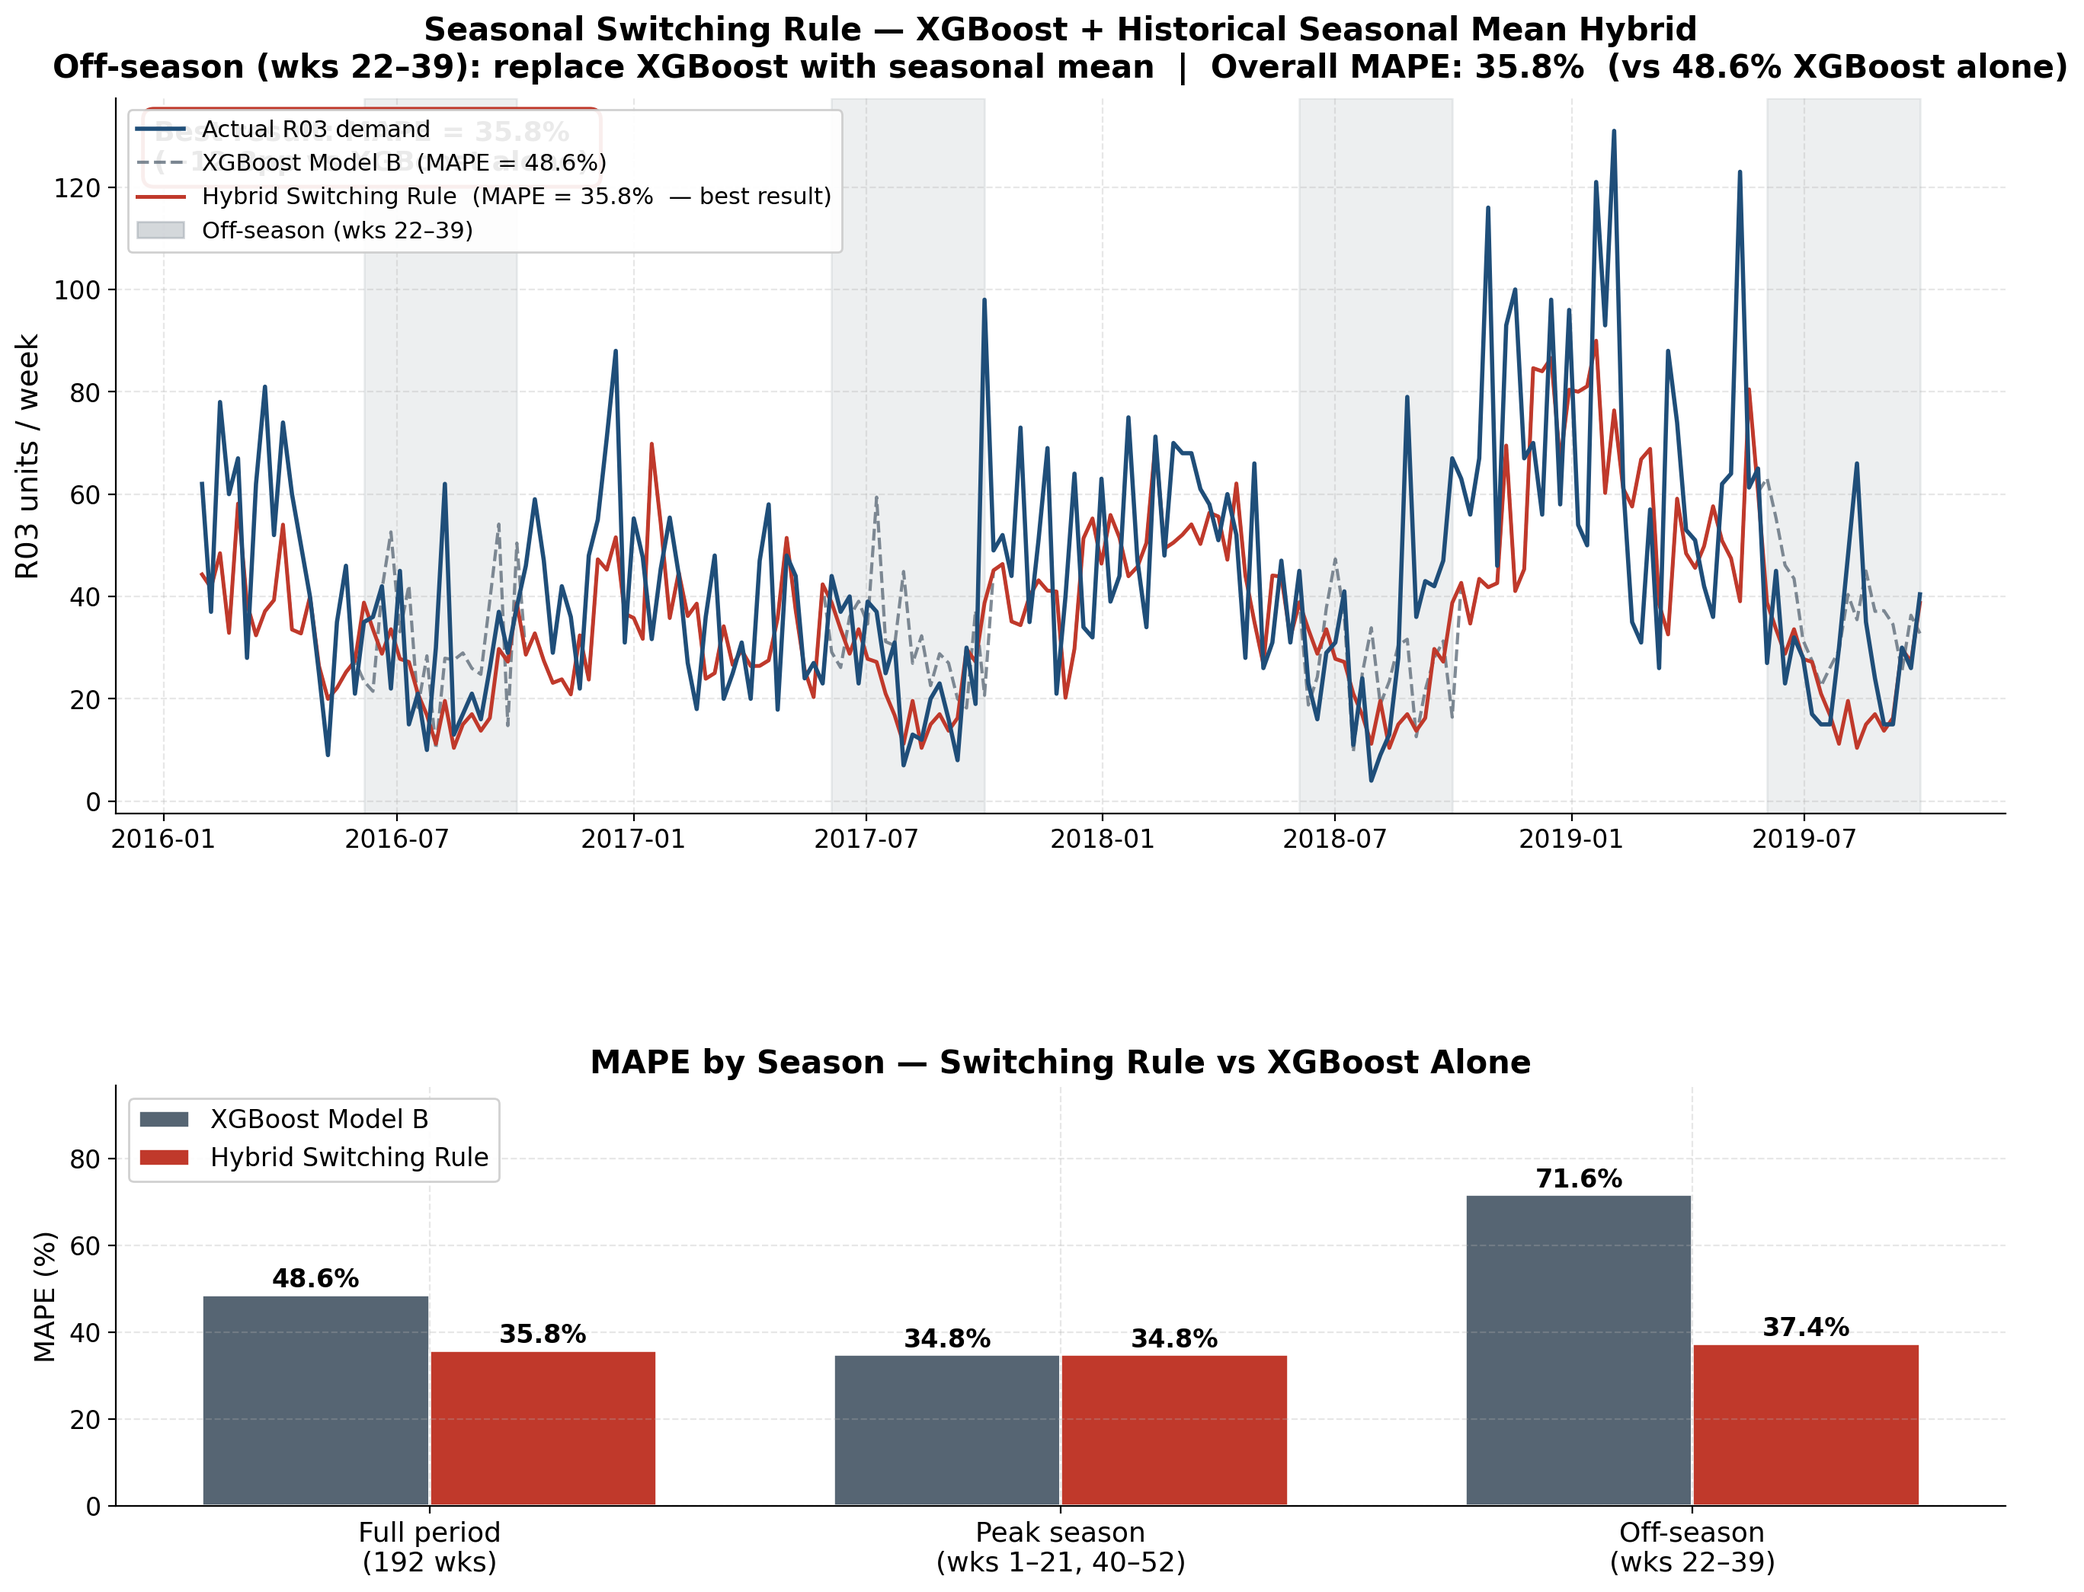 Seasonal Switching Rule — XGBoost + Historical Seasonal Mean Hybrid
Off-season (wks 22–39): replace XGBoost with seasonal mean | Overall MAPE: 35.8% (vs 48.6% XGBoost alone)
= 35.8%
Actual R03 demand
XGBoost Model B (MAPE = 48.6%)
Hybrid Switching Rule (MAPE = 35.8% — best result)
Off-season (wks 22–39)
R03 units / week
120
100
80
60
40
20
0
2016-01
2016-07
2017-01
2017-07
2018-01
2018-07
2019-01
2019-07
MAPE by Season — Switching Rule vs XGBoost Alone
XGBoost Model B
Hybrid Switching Rule
MAPE (%)
80
60
40
20
0
48.6%
35.8%
34.8%
34.8%
71.6%
37.4%
Full period
(192 wks)
Peak season
(wks 1–21, 40–52)
Off-season
(wks 22–39)